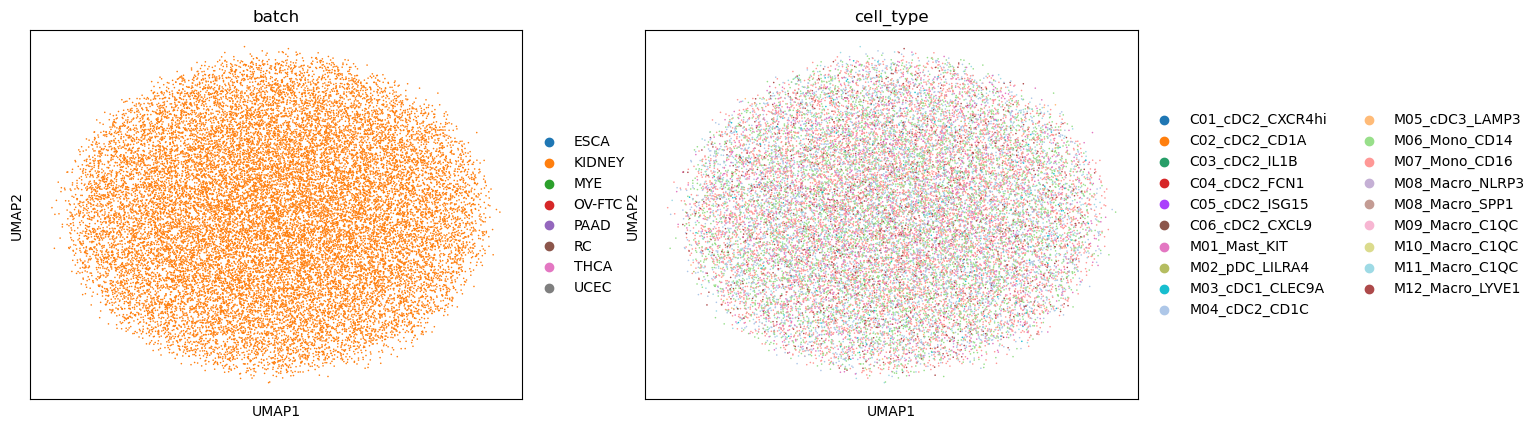 batch
UMAP2
UMAP1
ESCA
KIDNEY
MYE
OV-FTC
PAAD
RC
THCA
UCEC
cell_type
UMAP2
UMAP1
C01_cDC2_CXCR4hi
C02_cDC2_CD1A
C03_cDC2_IL1B
C04_cDC2_FCN1
C05_cDC2_ISG15
C06_cDC2_CXCL9
M01_Mast_KIT
M02_pDC_LILRA4
M03_cDC1_CLEC9A
M04_cDC2_CD1C
M05_cDC3_LAMP3
M06_Mono_CD14
M07_Mono_CD16
M08_Macro_NLRP3
M08_Macro_SPP1
M09_Macro_C1QC
M10_Macro_C1QC
M11_Macro_C1QC
M12_Macro_LYVE1